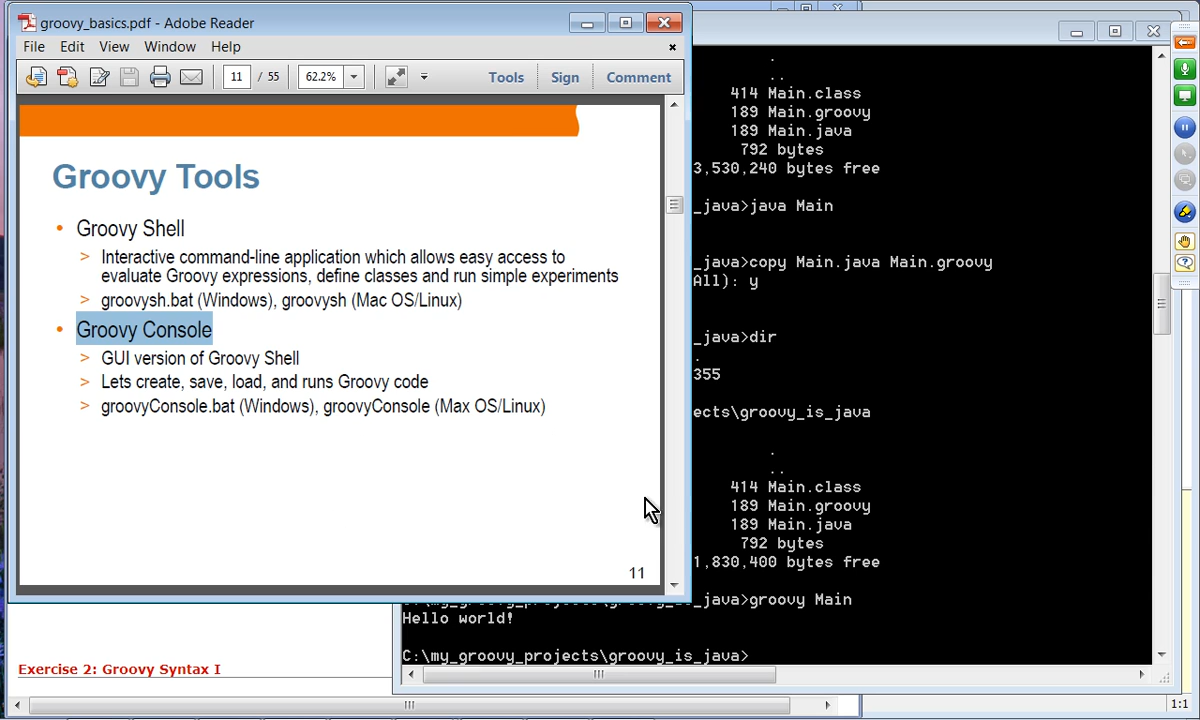 groovy_basics.pdf - Adobe Reader
File Edit View Window Help
11 / 55 62.2% Tools Sign Comment
Groovy Tools
• Groovy Shell
> Interactive command-line application which allows easy access to
evaluate Groovy expressions, define classes and run simple experiments
> groovysh.bat (Windows), groovysh (Mac OS/Linux)
• Groovy Console
> GUI version of Groovy Shell
> Lets create, save, load, and runs Groovy code
> groovyConsole.bat (Windows), groovyConsole (Max OS/Linux)
11
.
..
414 Main.class
189 Main.groovy
189 Main.java
792 bytes
3,530,240 bytes free
_java>java Main
_java>copy Main.java Main.groovy
All): y
_java>dir
.
355
ects\groovy_is_java
.
..
414 Main.class
189 Main.groovy
189 Main.java
792 bytes
1,830,400 bytes free
_java>groovy Main
Hello world!
C:\my_groovy_projects\groovy_is_java>
Exercise 2: Groovy Syntax I
1:1